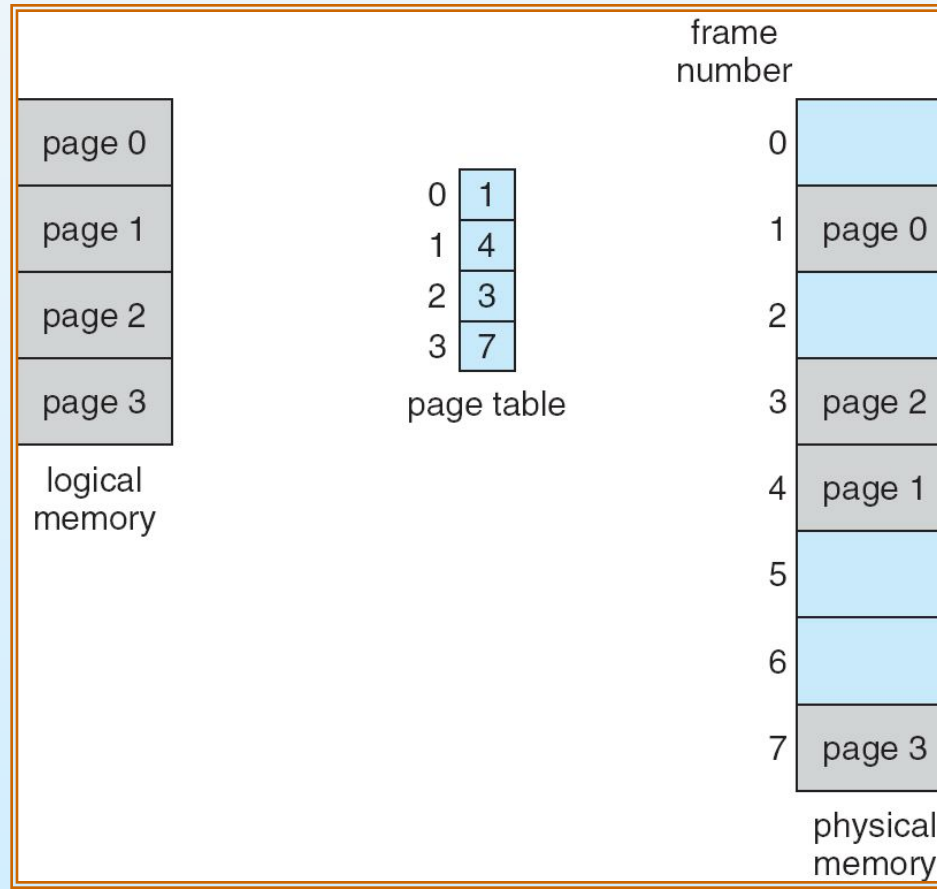 frame
number
page 0
page 1
page 2
page 3
logical
memory
0 1
1 4
2 3
3 7
page table
0
1 page 0
2
3 page 2
4 page 1
5
6
7 page 3
physical
memory